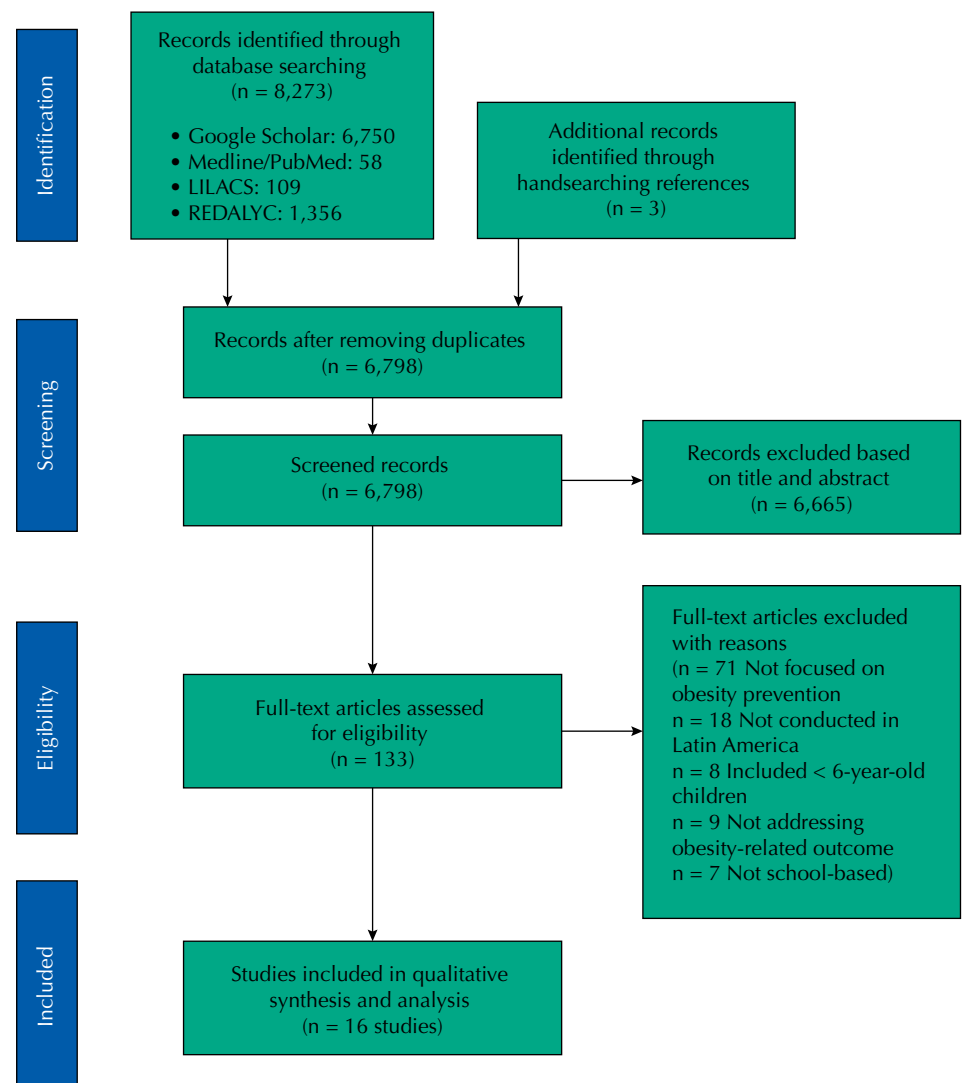 Identification
Records identified through
database searching
(n = 8,273)
• Google Scholar: 6,750
• Medline/PubMed: 58
• LILACS: 109
• REDALYC: 1,356
Additional records
identified through
handsearching references
(n = 3)
Screening
Records after removing duplicates
(n = 6,798)
Screened records
(n = 6,798)
Records excluded based
on title and abstract
(n = 6,665)
Eligibility
Full-text articles assessed
for eligibility
(n = 133)
Full-text articles excluded
with reasons
(n = 71 Not focused on
obesity prevention
n = 18 Not conducted in
Latin America
n = 8 Included < 6-year-old
children
n = 9 Not addressing
obesity-related outcome
n = 7 Not school-based)
Included
Studies included in qualitative
synthesis and analysis
(n = 16 studies)